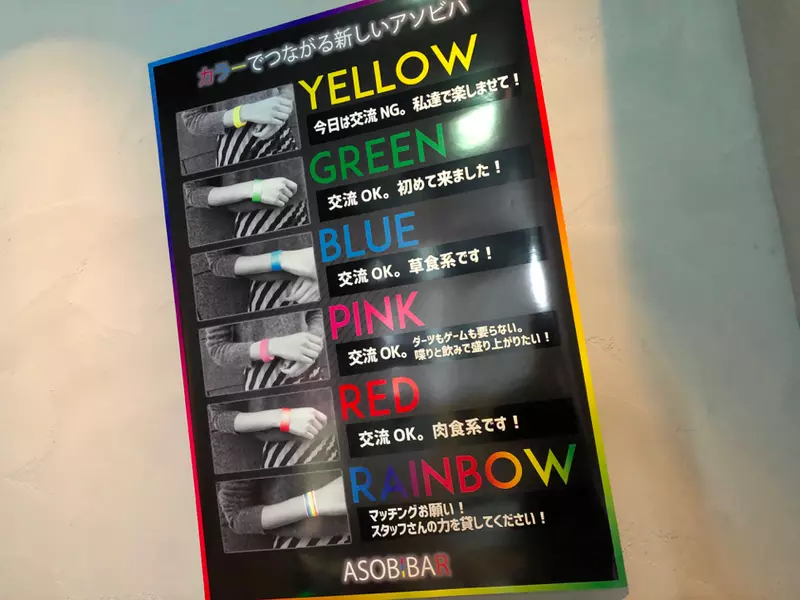 カラーでつながる新しいアソビバ
YELLOW
今日は交流NG。私達で楽しませて！
GREEN
交流OK。初めて来ました！
BLUE
交流OK。草食系です！
PINK
交流OK。ダーツもゲームも要らない。
喋りと飲みで盛り上がりたい！
RED
交流OK。肉食系です！
RAINBOW
マッチングお願い！
スタッフさんの力を貸してください！
ASOBIBAR